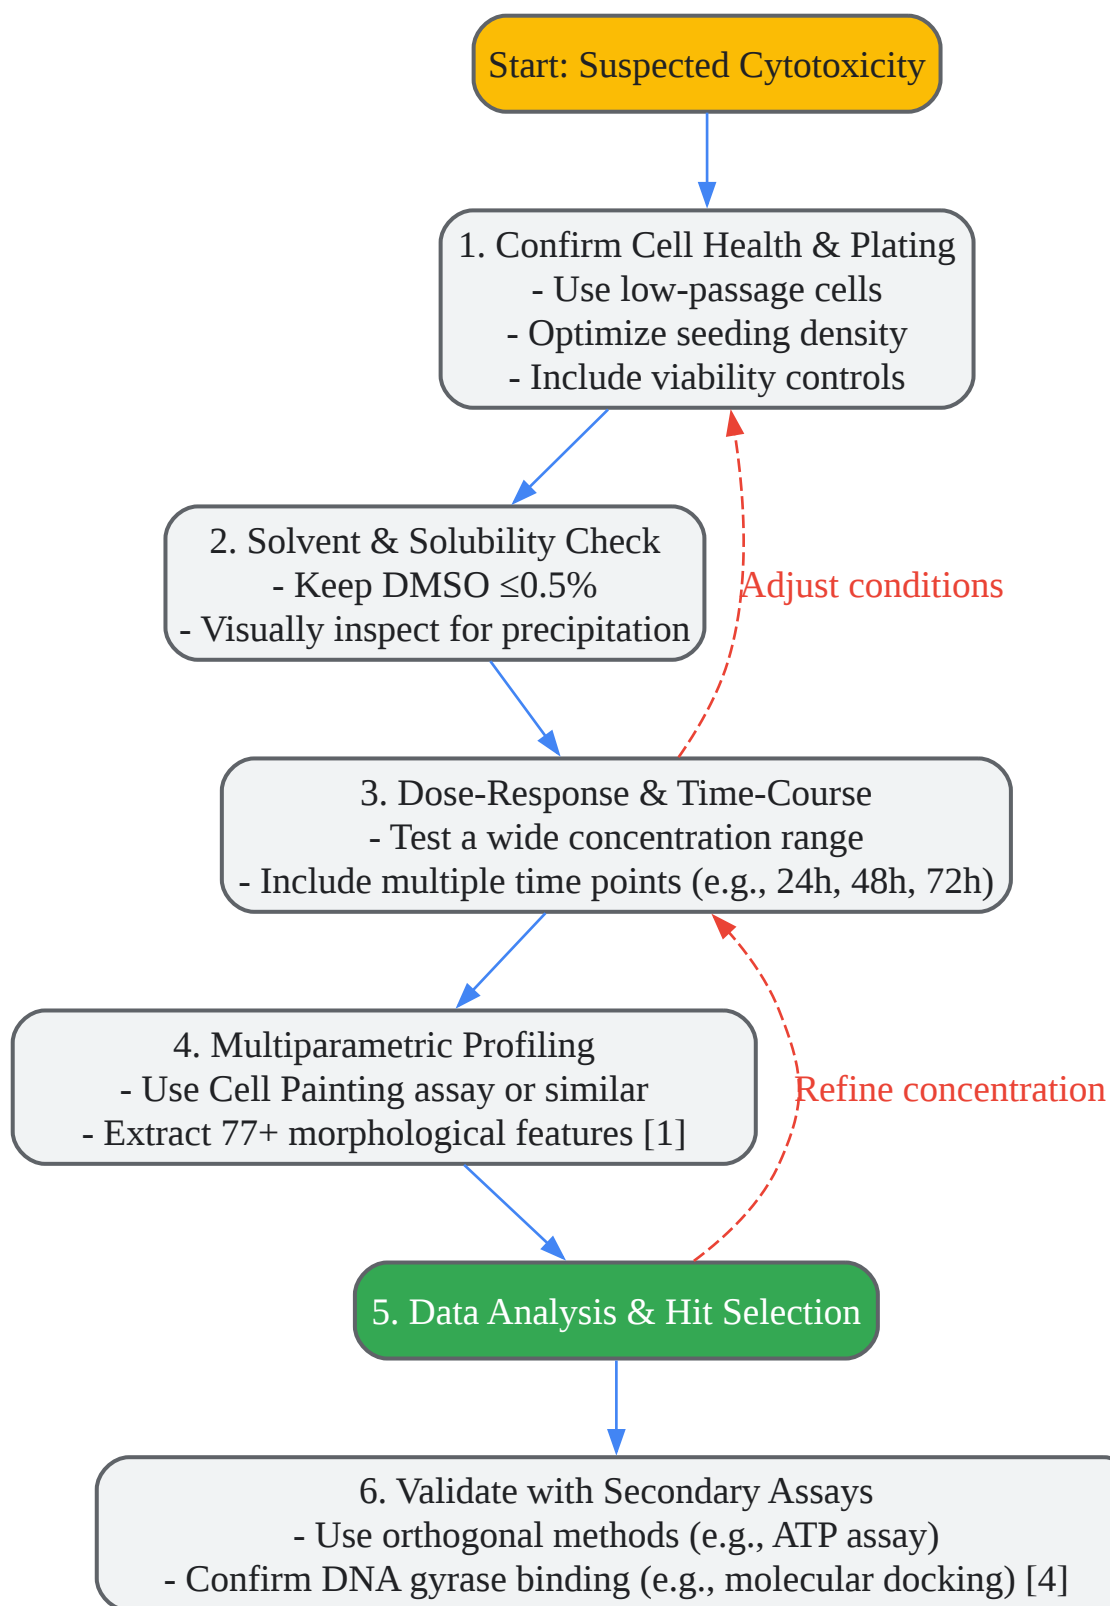 Start: Suspected Cytotoxicity
1. Confirm Cell Health & Plating
- Use low-passage cells
- Optimize seeding density
- Include viability controls
2. Solvent & Solubility Check
- Keep DMSO ≤0.5%
- Visually inspect for precipitation
Adjust conditions
3. Dose-Response & Time-Course
- Test a wide concentration range
- Include multiple time points (e.g., 24h, 48h, 72h)
4. Multiparametric Profiling
- Use Cell Painting assay or similar
- Extract 77+ morphological features [1]
Refine concentration
5. Data Analysis & Hit Selection
6. Validate with Secondary Assays
- Use orthogonal methods (e.g., ATP assay)
- Confirm DNA gyrase binding (e.g., molecular docking) [4]